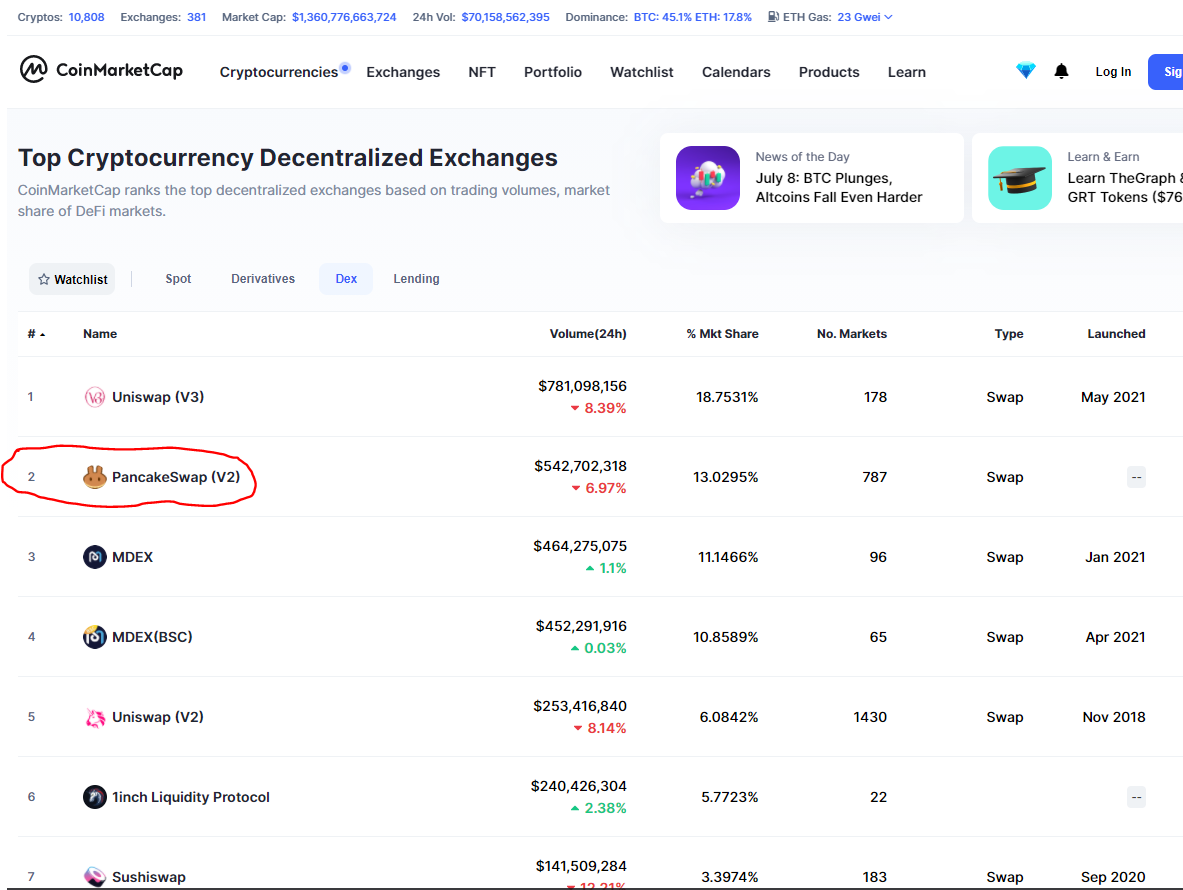 Cryptos: 10,808 Exchanges: 381 Market Cap: $1,360,776,663,724 24h Vol: $70,158,562,395 Dominance: BTC: 45.1% ETH: 17.8% ETH Gas: 23 Gwei
CoinMarketCap Cryptocurrencies Exchanges NFT Portfolio Watchlist Calendars Products Learn Log In Sig
Top Cryptocurrency Decentralized Exchanges
CoinMarketCap ranks the top decentralized exchanges based on trading volumes, market
share of DeFi markets.
News of the Day
July 8: BTC Plunges,
Altcoins Fall Even Harder
Learn & Earn
Learn TheGraph &
GRT Tokens ($76
Watchlist Spot Derivatives Dex Lending
# Name Volume(24h) % Mkt Share No. Markets Type Launched
1 Uniswap (V3) $781,098,156 18.7531% 178 Swap May 2021
8.39%
2 PancakeSwap (V2) $542,702,318 13.0295% 787 Swap --
6.97%
3 MDEX $464,275,075 11.1466% 96 Swap Jan 2021
1.1%
4 MDEX(BSC) $452,291,916 10.8589% 65 Swap Apr 2021
0.03%
5 Uniswap (V2) $253,416,840 6.0842% 1430 Swap Nov 2018
8.14%
6 1inch Liquidity Protocol $240,426,304 5.7723% 22 --
2.38%
7 Sushiswap $141,509,284 3.3974% 183 Swap Sep 2020